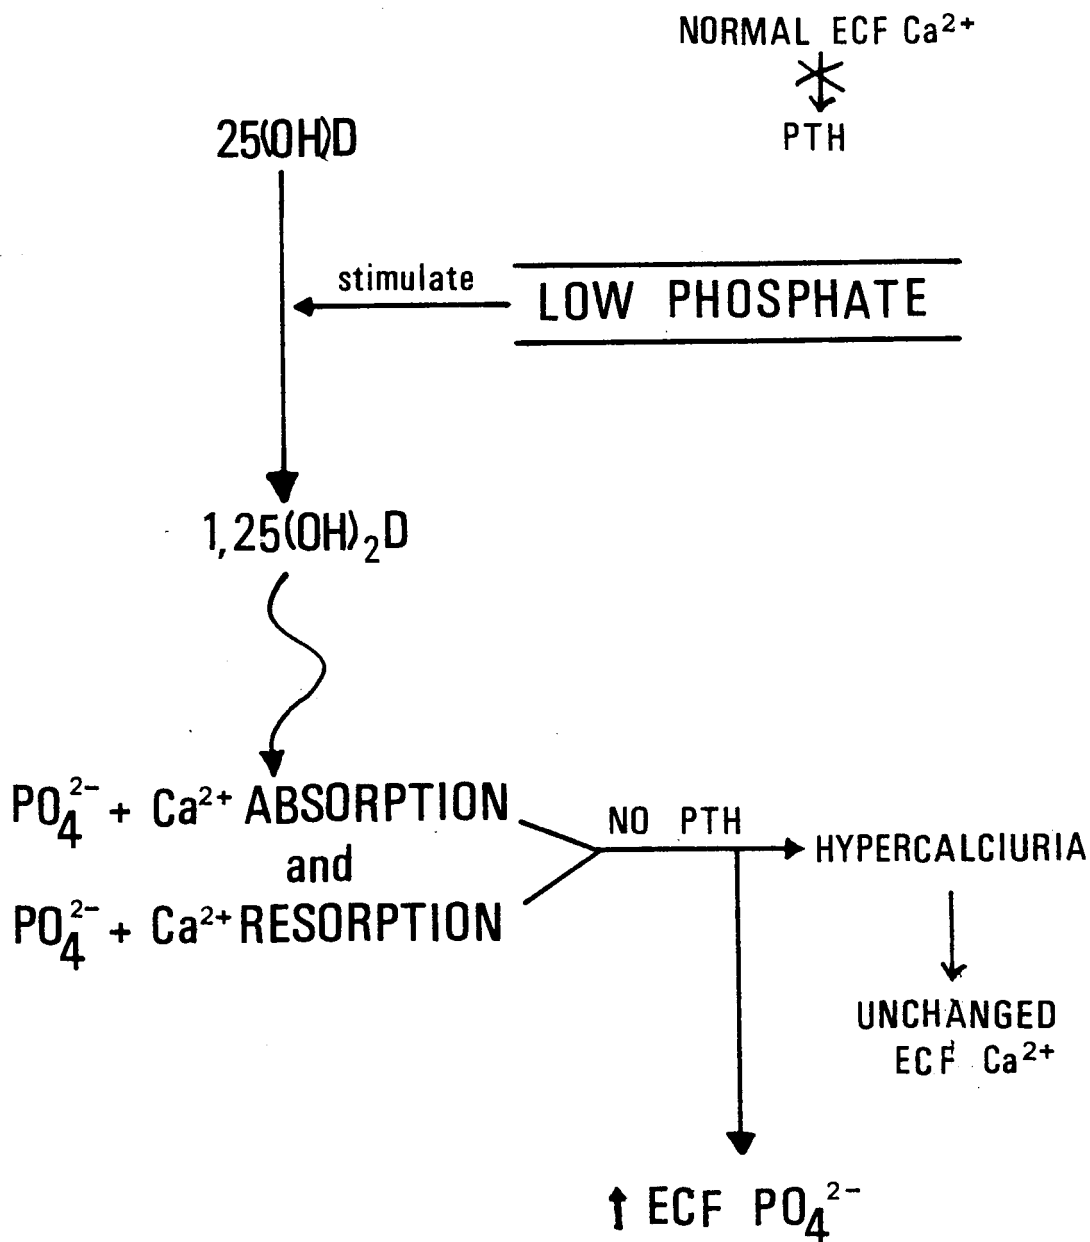 NORMAL ECF Ca²⁺
PTH
25(OH)D
stimulate
LOW PHOSPHATE
1,25(OH)₂D
PO₄²⁻ + Ca²⁺ ABSORPTION
and
PO₄²⁻ + Ca²⁺ RESORPTION
NO PTH
HYPERCALCIURIA
UNCHANGED
ECF Ca²⁺
↑ ECF PO₄²⁻